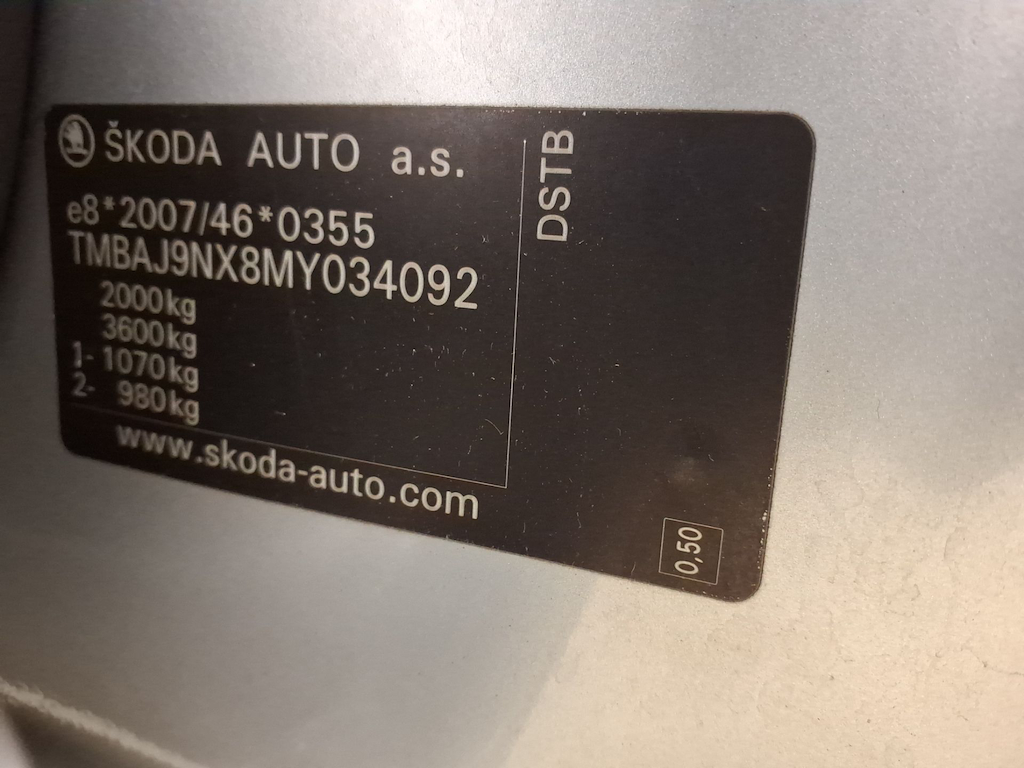 ŠKODA AUTO a.s.
e8*2007/46*0355
TMBAJ9NX8MY034092
2000kg
3600kg
1- 1070kg
2- 980kg
www.skoda-auto.com
DSTB
0,50